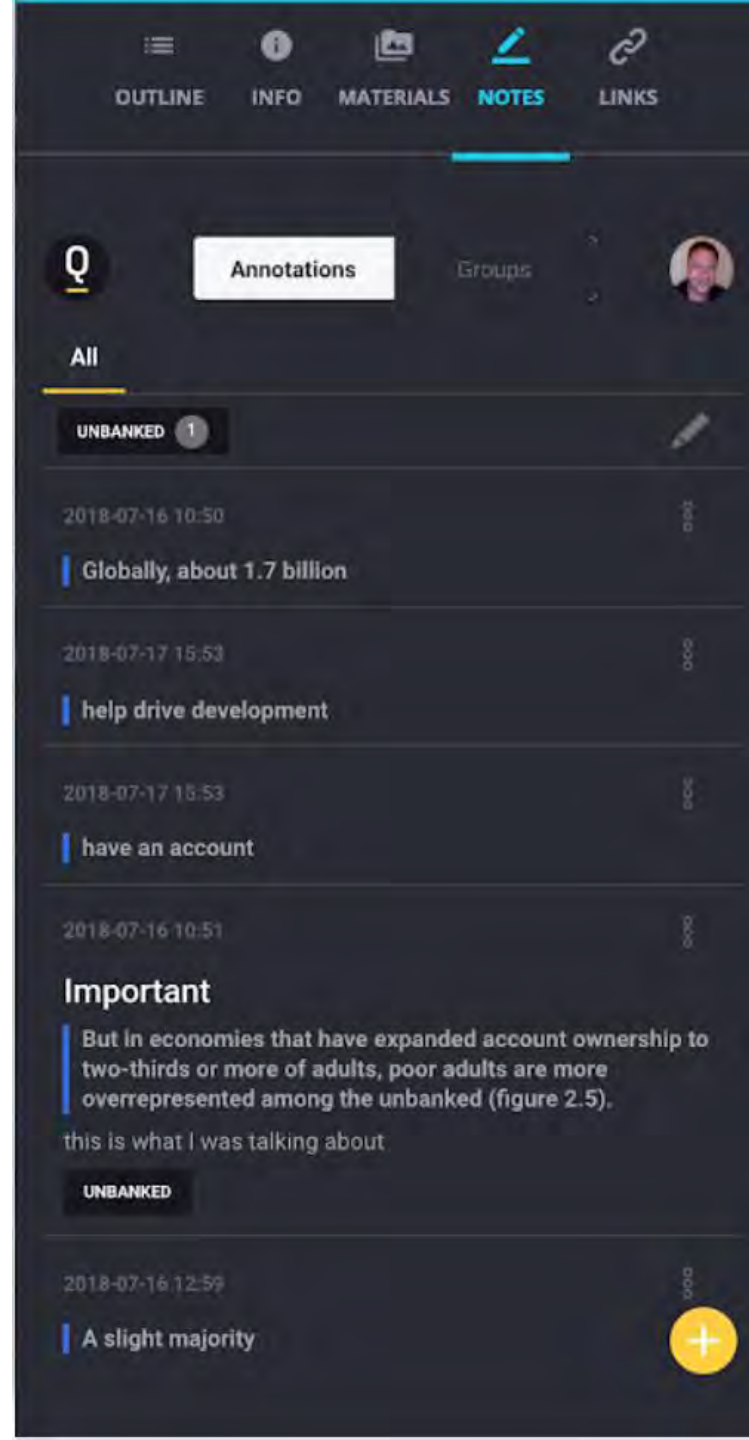 OUTLINE INFO MATERIALS NOTES LINKS
Q Annotations Groups
All
UNBANKED 1
2018-07-16 10:50
Globally, about 1.7 billion
2018-07-17 15:53
help drive development
2018-07-17 15:53
have an account
2018-07-16 10:51
Important
But in economies that have expanded account ownership to
two-thirds or more of adults, poor adults are more
overrepresented among the unbanked (figure 2.5).
this is what I was talking about
UNBANKED
2018-07-16 12:59
A slight majority